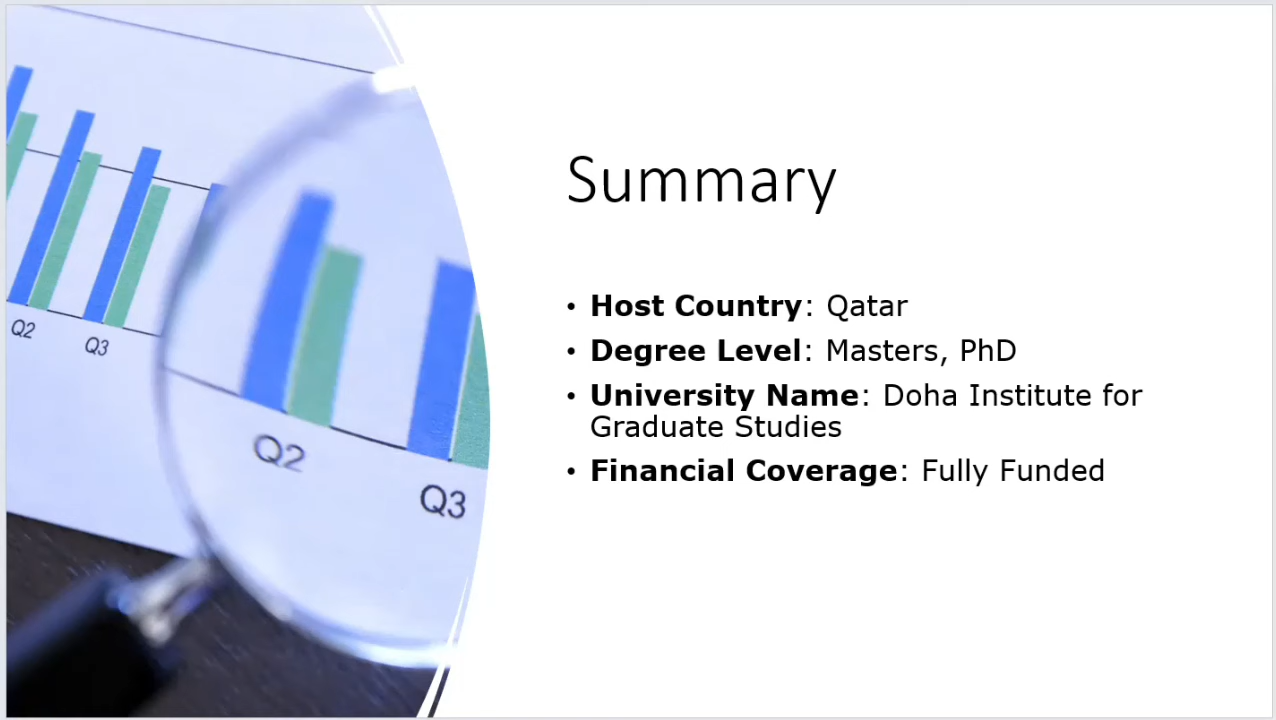 Summary
• Host Country: Qatar
• Degree Level: Masters, PhD
• University Name: Doha Institute for
Graduate Studies
• Financial Coverage: Fully Funded
Q2
Q3
Q2
Q3